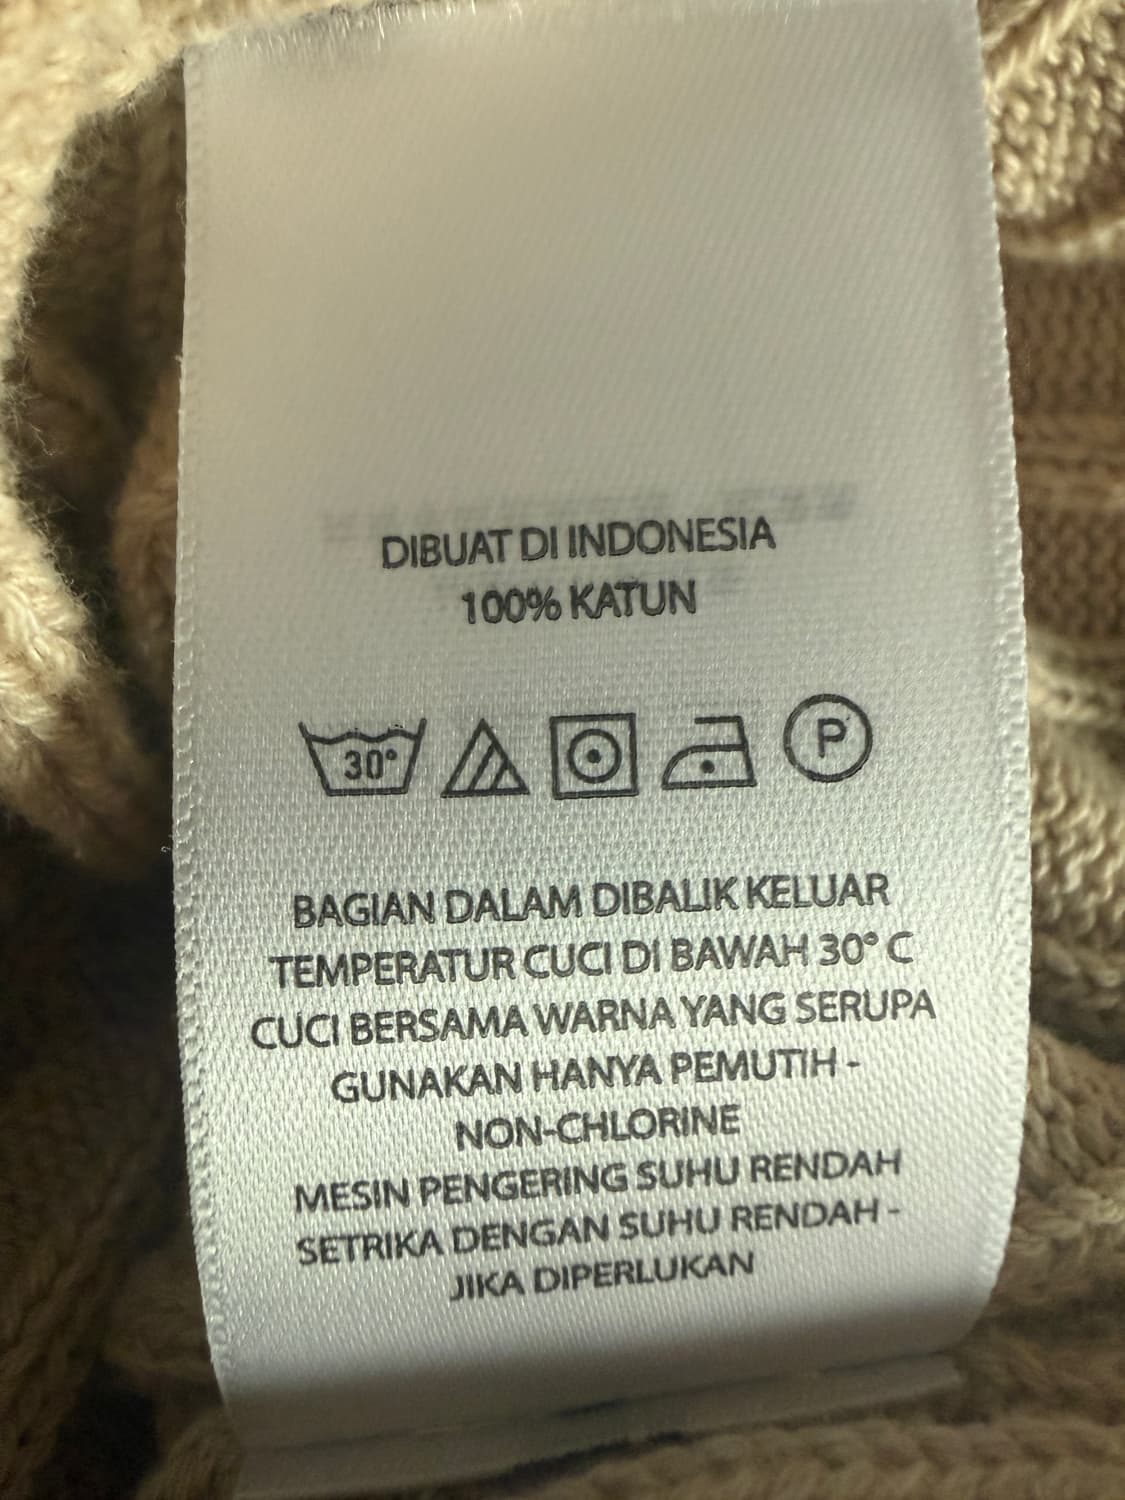 DIBUAT DI INDONESIA
100% KATUN
30° P
BAGIAN DALAM DIBALIK KELUAR
TEMPERATUR CUCI DI BAWAH 30° C
CUCI BERSAMA WARNA YANG SERUPA
GUNAKAN HANYA PEMUTIH -
NON-CHLORINE
MESIN PENGERING SUHU RENDAH
SETRIKA DENGAN SUHU RENDAH -
JIKA DIPERLUKAN